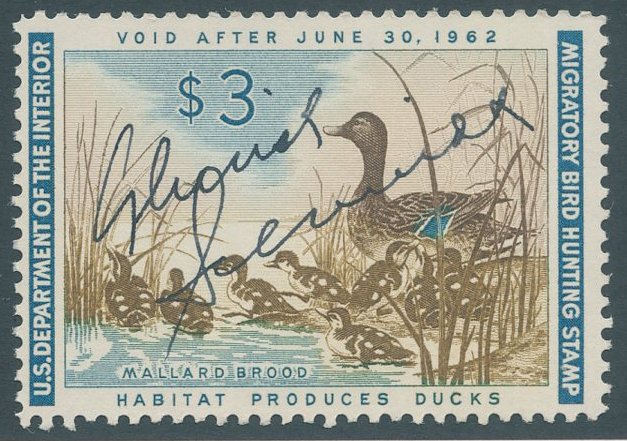 VOID AFTER JUNE 30, 1962
U.S. DEPARTMENT OF THE INTERIOR
$3
MIGRATORY BIRD HUNTING STAMP
MALLARD BROOD
HABITAT PRODUCES DUCKS